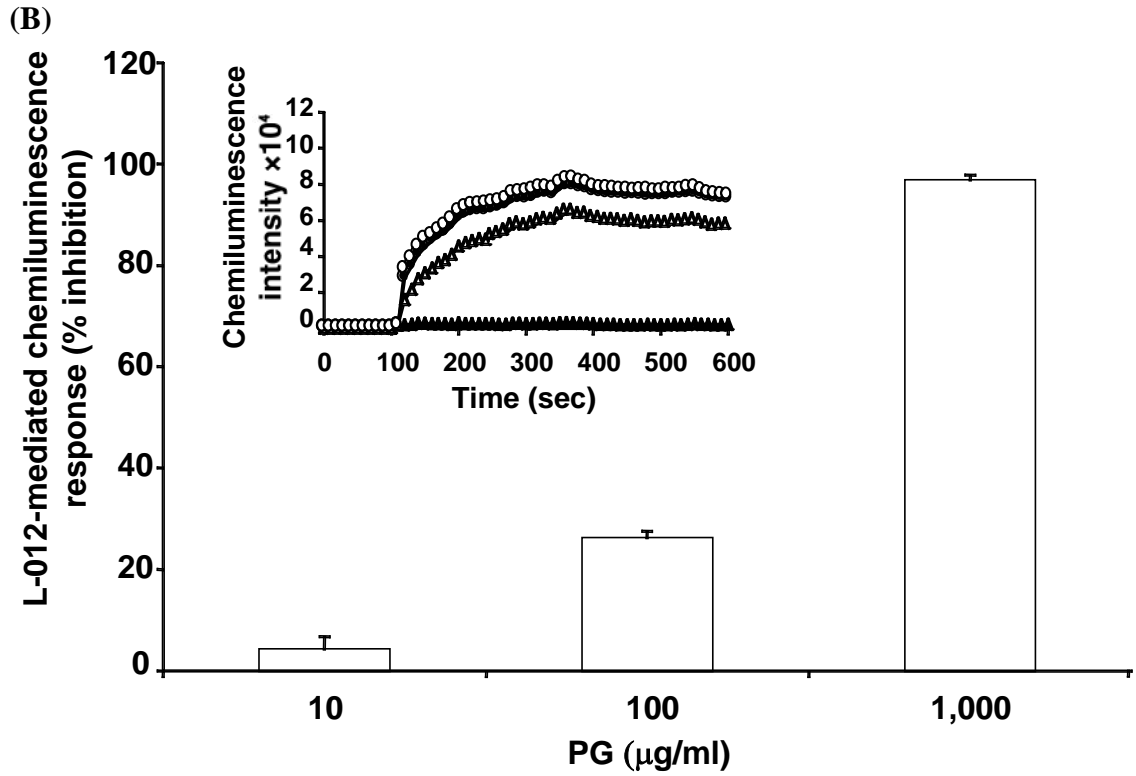 (B)
L-012-mediated chemiluminescence
response (% inhibition)
120
100
80
60
40
20
0
Chemiluminescence
intensity ×10⁴
12
10
8
6
4
2
0
0 100 200 300 400 500 600
Time (sec)
10 100 1,000
PG (μg/ml)